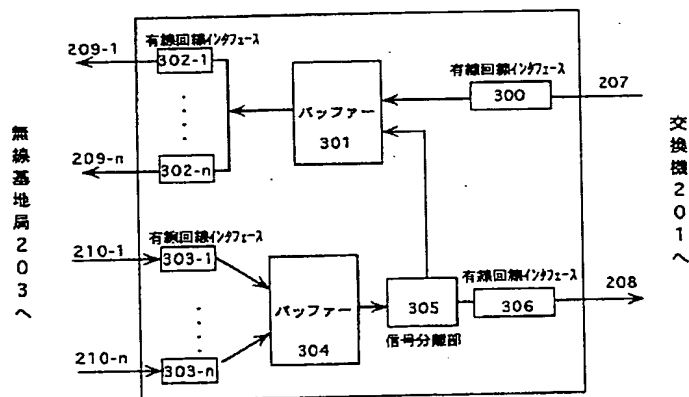 209-1
有線回線インタフェース
302-1
209-n
302-n
バッファー
301
有線回線インタフェース
300
207
無線基地局203へ
交換機201へ
210-1
有線回線インタフェース
303-1
210-n
303-n
バッファー
304
305
信号分離部
有線回線インタフェース
306
208